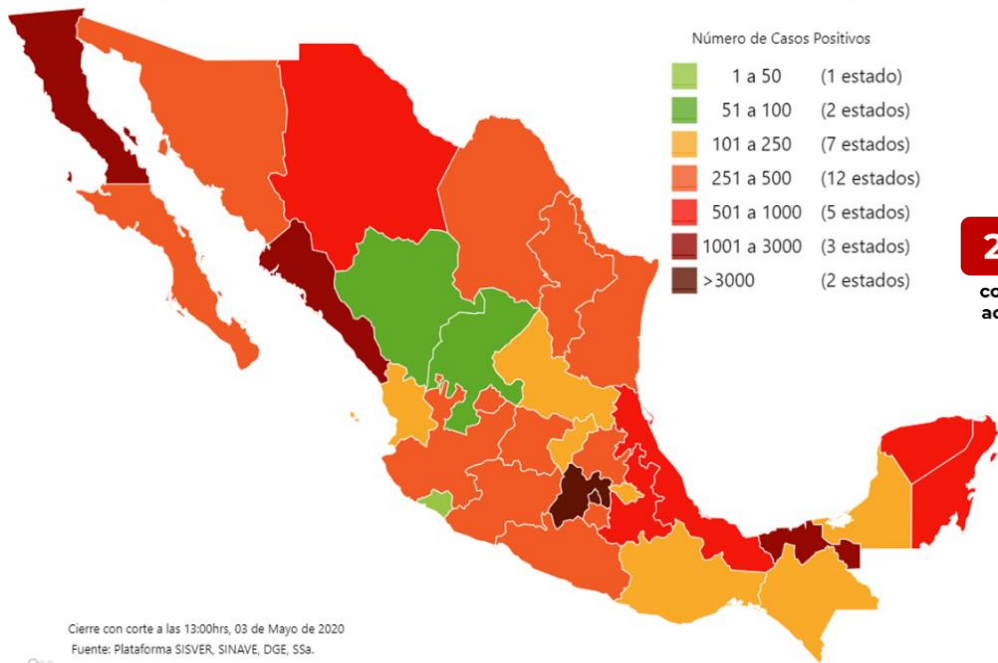 Número de Casos Positivos
1 a 50 (1 estado)
51 a 100 (2 estados)
101 a 250 (7 estados)
251 a 500 (12 estados)
501 a 1000 (5 estados)
1001 a 3000 (3 estados)
>3000 (2 estados)
2
Cierre con corte a las 13:00hrs, 03 de Mayo de 2020
Fuente: Plataforma SISVER, SINAVE, DGE, SSa.